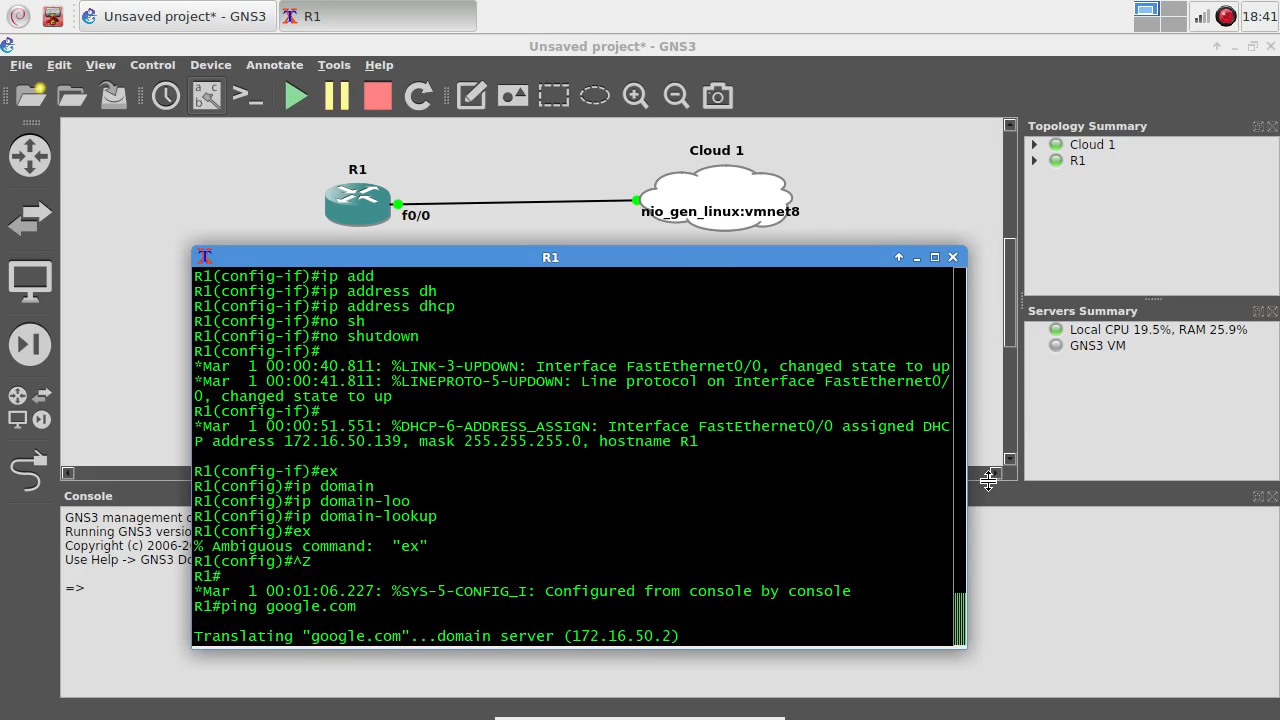 Unsaved project* - GNS3
R1
18:41
Unsaved project* - GNS3
File Edit View Control Device Annotate Tools Help
R1
Cloud 1
f0/0
nio_gen_linux:vmnet8
Topology Summary
Cloud 1
R1
Servers Summary
Local CPU 19.5%, RAM 25.9%
GNS3 VM
R1
R1(config-if)#ip add
R1(config-if)#ip address dh
R1(config-if)#ip address dhcp
R1(config-if)#no sh
R1(config-if)#no shutdown
R1(config-if)#
*Mar  1 00:00:40.811: %LINK-3-UPDOWN: Interface FastEthernet0/0, changed state to up
*Mar  1 00:00:41.811: %LINEPROTO-5-UPDOWN: Line protocol on Interface FastEthernet0/
0, changed state to up
R1(config-if)#
*Mar  1 00:00:51.551: %DHCP-6-ADDRESS_ASSIGN: Interface FastEthernet0/0 assigned DHC
P address 172.16.50.139, mask 255.255.255.0, hostname R1
R1(config-if)#ex
R1(config)#ip domain
R1(config)#ip domain-loo
R1(config)#ip domain-lookup
R1(config)#ex
% Ambiguous command:  "ex"
R1(config)#^Z
R1#
*Mar  1 00:01:06.227: %SYS-5-CONFIG_I: Configured from console by console
R1#ping google.com
Translating "google.com"...domain server (172.16.50.2)
Console
GNS3 management c
Running GNS3 versio
Copyright (c) 2006-2
Use Help -> GNS3 Do
=>